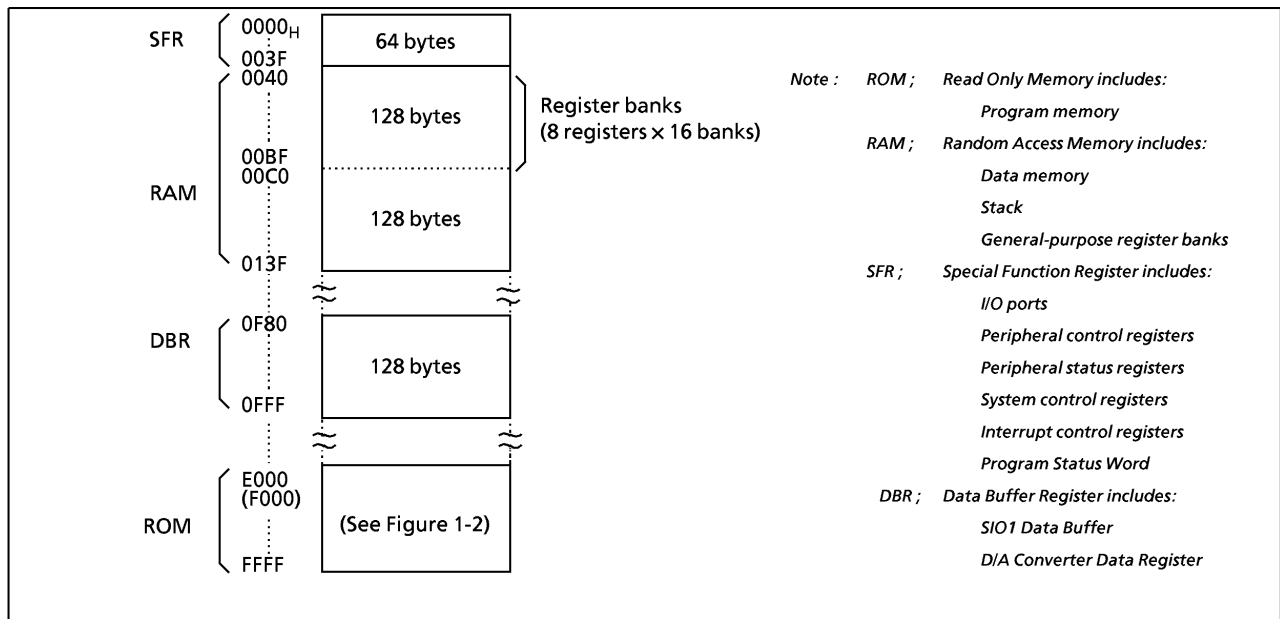 SFR
0000H
003F
64 bytes
RAM
0040
00BF
00C0
013F
128 bytes
Register banks
(8 registers x 16 banks)
128 bytes
DBR
0F80
0FFF
128 bytes
ROM
E000
(F000)
FFFF
(See Figure 1-2)
Note : ROM ; Read Only Memory includes:
Program memory
RAM ; Random Access Memory includes:
Data memory
Stack
General-purpose register banks
SFR ; Special Function Register includes:
I/O ports
Peripheral control registers
Peripheral status registers
System control registers
Interrupt control registers
Program Status Word
DBR ; Data Buffer Register includes:
SIO1 Data Buffer
D/A Converter Data Register